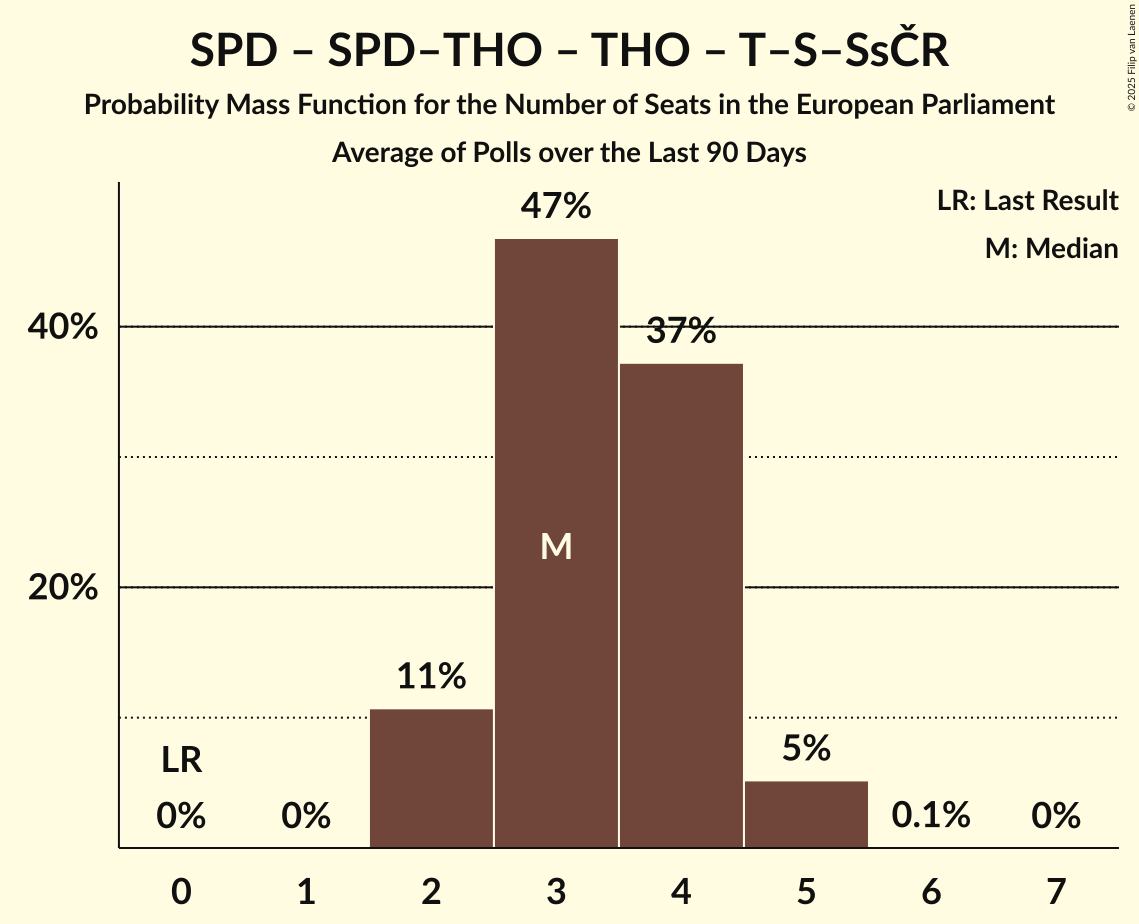 SPD – SPD–THO – THO – T–S–SsČR
Probability Mass Function for the Number of Seats in the European Parliament
Average of Polls over the Last 90 Days
© 2025 Filip van Laenen
LR: Last Result
M: Median
47%
40%
37%
M
20%
11%
LR
5%
0%
0%
0.1%
0%
0 1 2 3 4 5 6 7